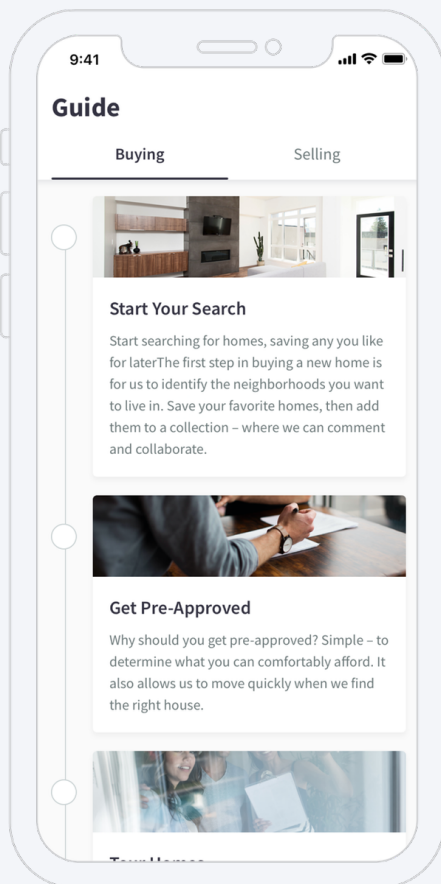 9:41
Guide
Buying
Selling
Start Your Search
Start searching for homes, saving any you like
for laterThe first step in buying a new home is
for us to identify the neighborhoods you want
to live in. Save your favorite homes, then add
them to a collection – where we can comment
and collaborate.
Get Pre-Approved
Why should you get pre-approved? Simple – to
determine what you can comfortably afford. It
also allows us to move quickly when we find
the right house.
Tour Homes